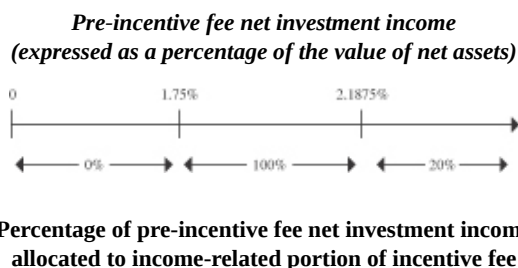 Pre-incentive fee net investment income
(expressed as a percentage of the value of net assets)
0 1.75% 2.1875%
0% 100% 20%
Percentage of pre-incentive fee net investment incom
allocated to income-related portion of incentive fee